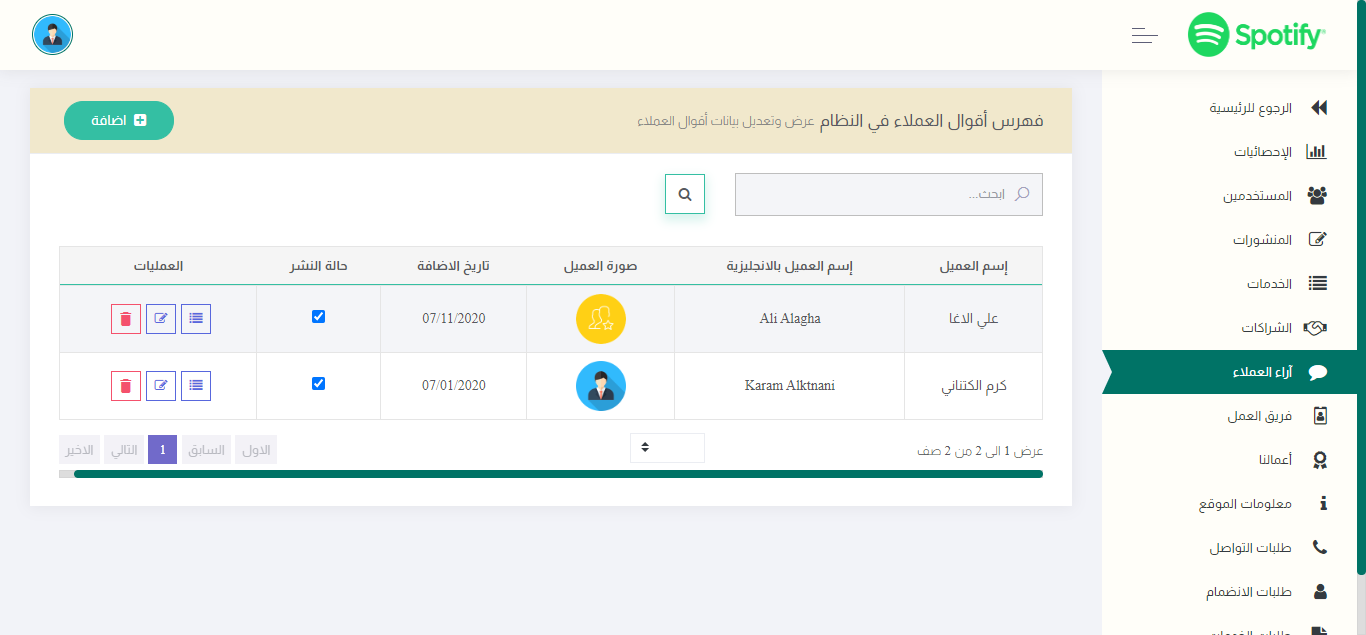 Spotify
الرجوع للرئيسية
الإحصائيات
المستخدمين
المنشورات
الخدمات
الشراكات
آراء العملاء
فريق العمل
أعمالنا
معلومات الموقع
طلبات التواصل
طلبات الانضمام
فهرس أقوال العملاء في النظام عرض وتعديل بيانات أقوال العملاء
اضافة
ابحث...
إسم العميل إسم العميل بالانجليزية صورة العميل تاريخ الاضافة حالة النشر العمليات
علي الاغا Ali Alagha 07/11/2020
كرم الكتناني Karam Alktnani 07/01/2020
عرض 1 الى 2 من 2 صف
الاول السابق 1 التالي الاخير